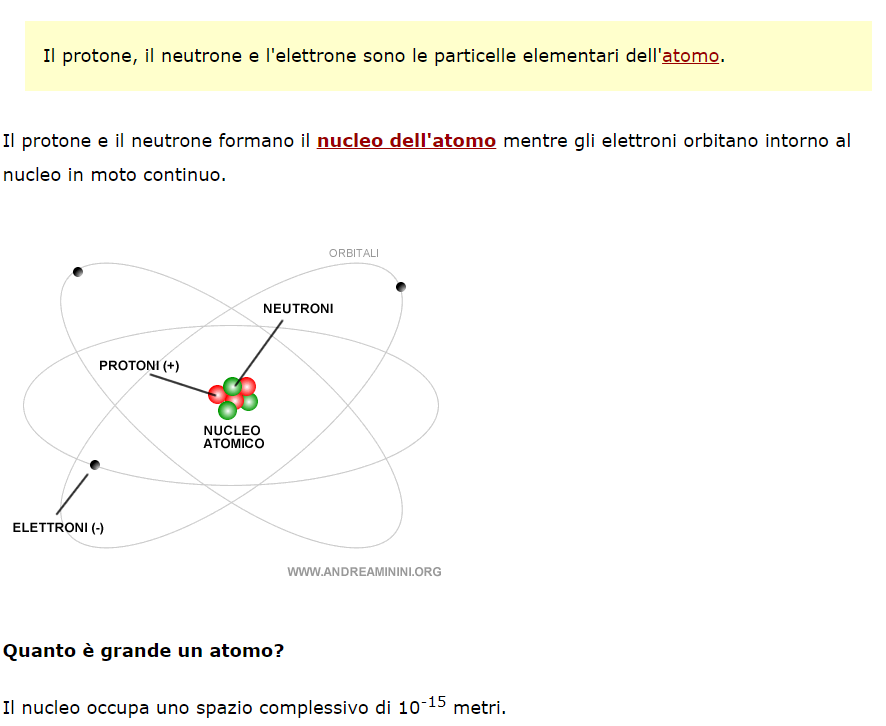 Il protone, il neutrone e l'elettrone sono le particelle elementari dell'atomo.
Il protone e il neutrone formano il nucleo dell'atomo mentre gli elettroni orbitano intorno al
nucleo in moto continuo.
ORBITALI
NEUTRONI
PROTONI (+)
NUCLEO
ATOMICO
ELETTRONI (-)
WWW.ANDREAMININI.ORG
Quanto è grande un atomo?
Il nucleo occupa uno spazio complessivo di 10⁻¹⁵ metri.